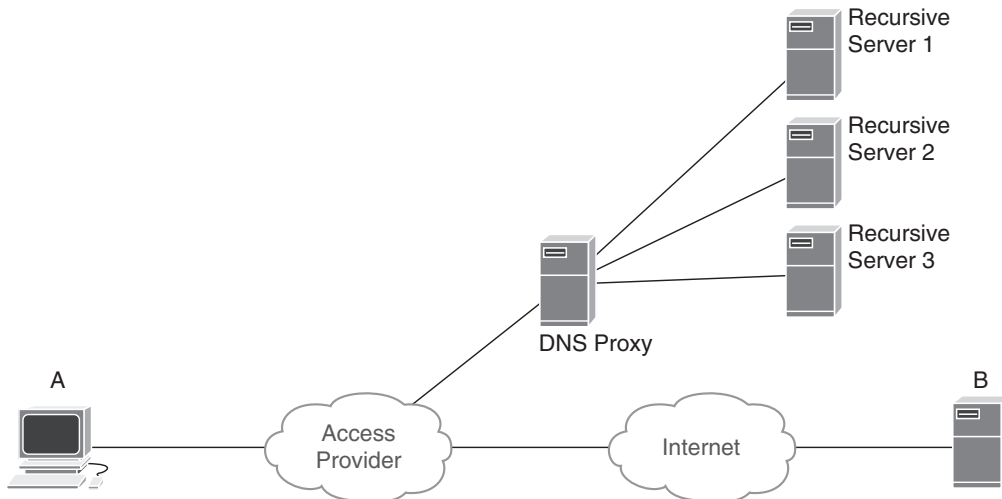 Recursive
Server 1
Recursive
Server 2
Recursive
Server 3
DNS Proxy
A
B
Access
Provider
Internet